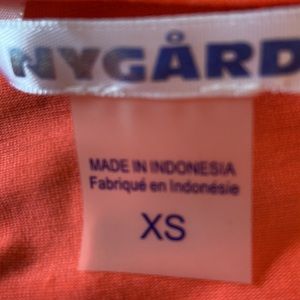 NYGÅRD
MADE IN INDONESIA
Fabriqué en Indonésie
XS